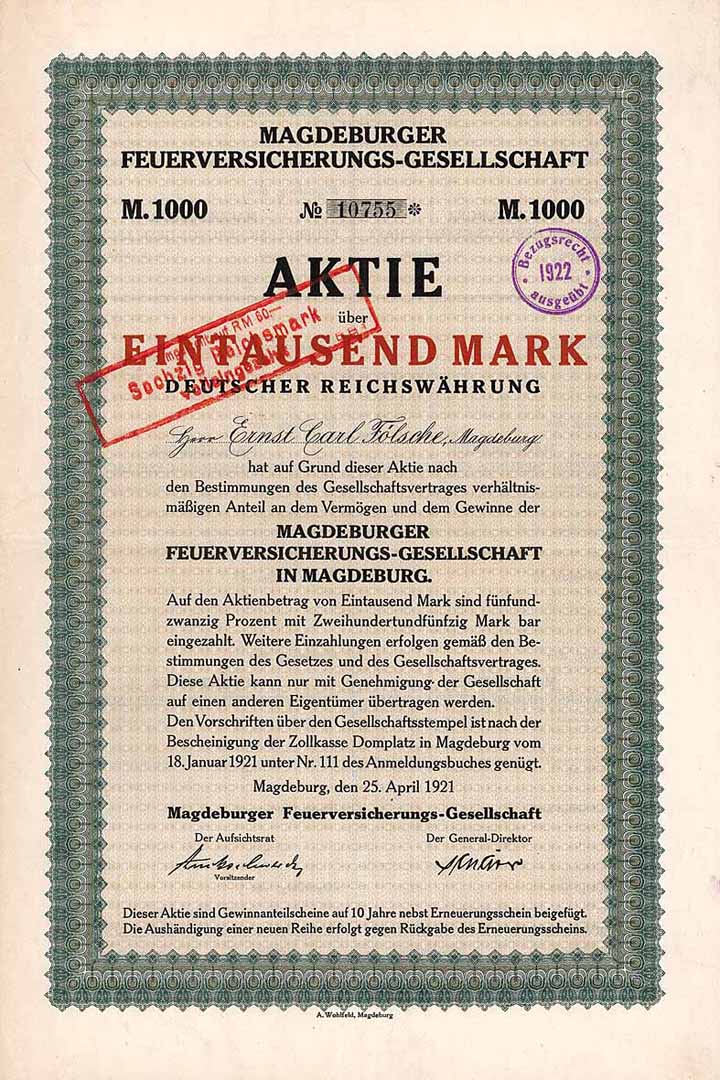 MAGDEBURGER
FEUERVERSICHERUNGS-GESELLSCHAFT
M.1000 № 10755 * M.1000
Bezugsrecht
1922
ausgeübt
AKTIE
über
EINTAUSEND MARK
RM 60.—
Sechzig Reichsmark
DEUTSCHER REICHSWÄHRUNG
Herr Ernst Carl Fölsche, Magdeburg
hat auf Grund dieser Aktie nach
den Bestimmungen des Gesellschaftsvertrages verhältnis-
mäßigen Anteil an dem Vermögen und dem Gewinne der
MAGDEBURGER
FEUERVERSICHERUNGS-GESELLSCHAFT
IN MAGDEBURG.
Auf den Aktienbetrag von Eintausend Mark sind fünfund-
zwanzig Prozent mit Zweihundertundfünfzig Mark bar
eingezahlt. Weitere Einzahlungen erfolgen gemäß den Be-
stimmungen des Gesetzes und des Gesellschaftsvertrages.
Diese Aktie kann nur mit Genehmigung der Gesellschaft
auf einen anderen Eigentümer übertragen werden.
Den Vorschriften über den Gesellschaftsstempel ist nach der
Bescheinigung der Zollkasse Domplatz in Magdeburg vom
18. Januar 1921 unter Nr. 111 des Anmeldungsbuches genügt.
Magdeburg, den 25. April 1921
Magdeburger Feuerversicherungs-Gesellschaft
Der Aufsichtsrat Der General-Direktor
Vorsitzender
Dieser Aktie sind Gewinnanteilscheine auf 10 Jahre nebst Erneuerungsschein beigefügt.
Die Aushändigung einer neuen Reihe erfolgt gegen Rückgabe des Erneuerungsscheins.
A. Wohlfeld, Magdeburg